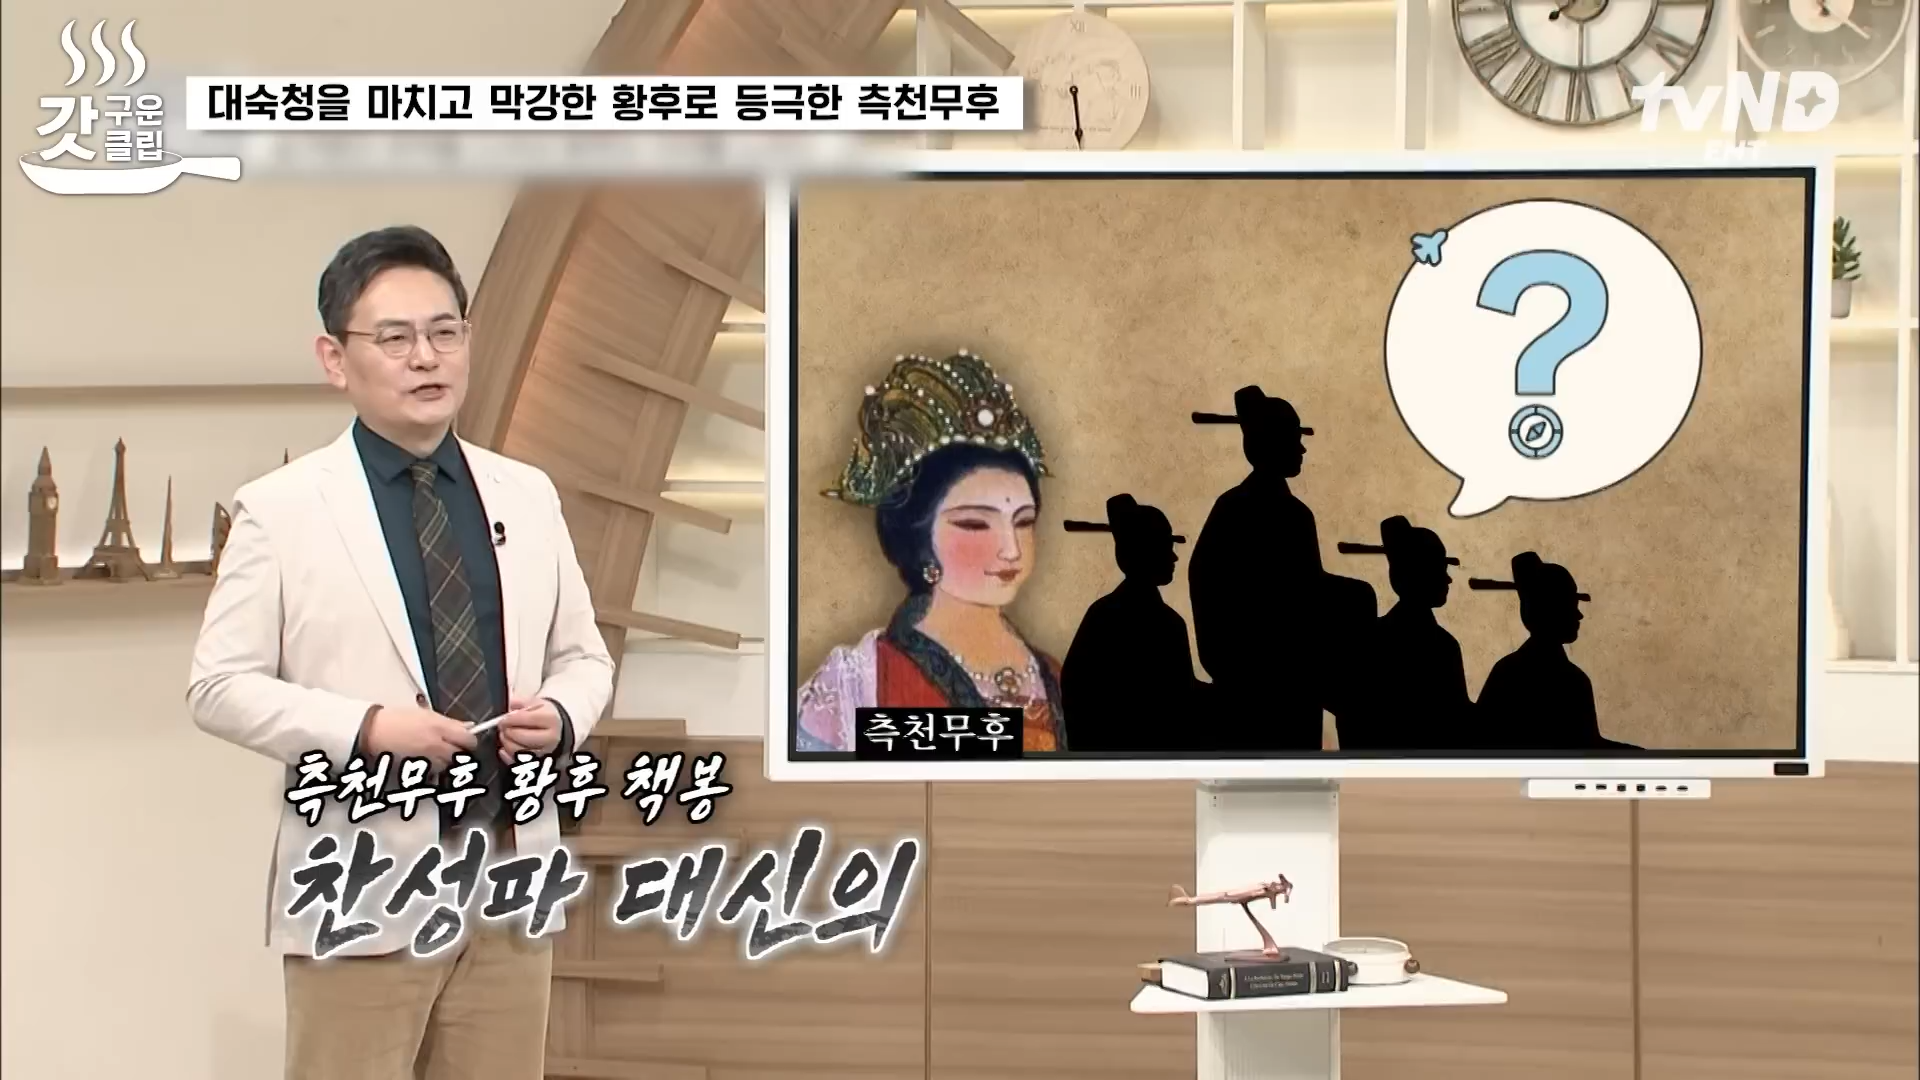 갓구운클립
대숙청을 마치고 막강한 황후로 등극한 측천무후
tvN D
ENT
측천무후
측천무후 황후 책봉
찬성파 대신의